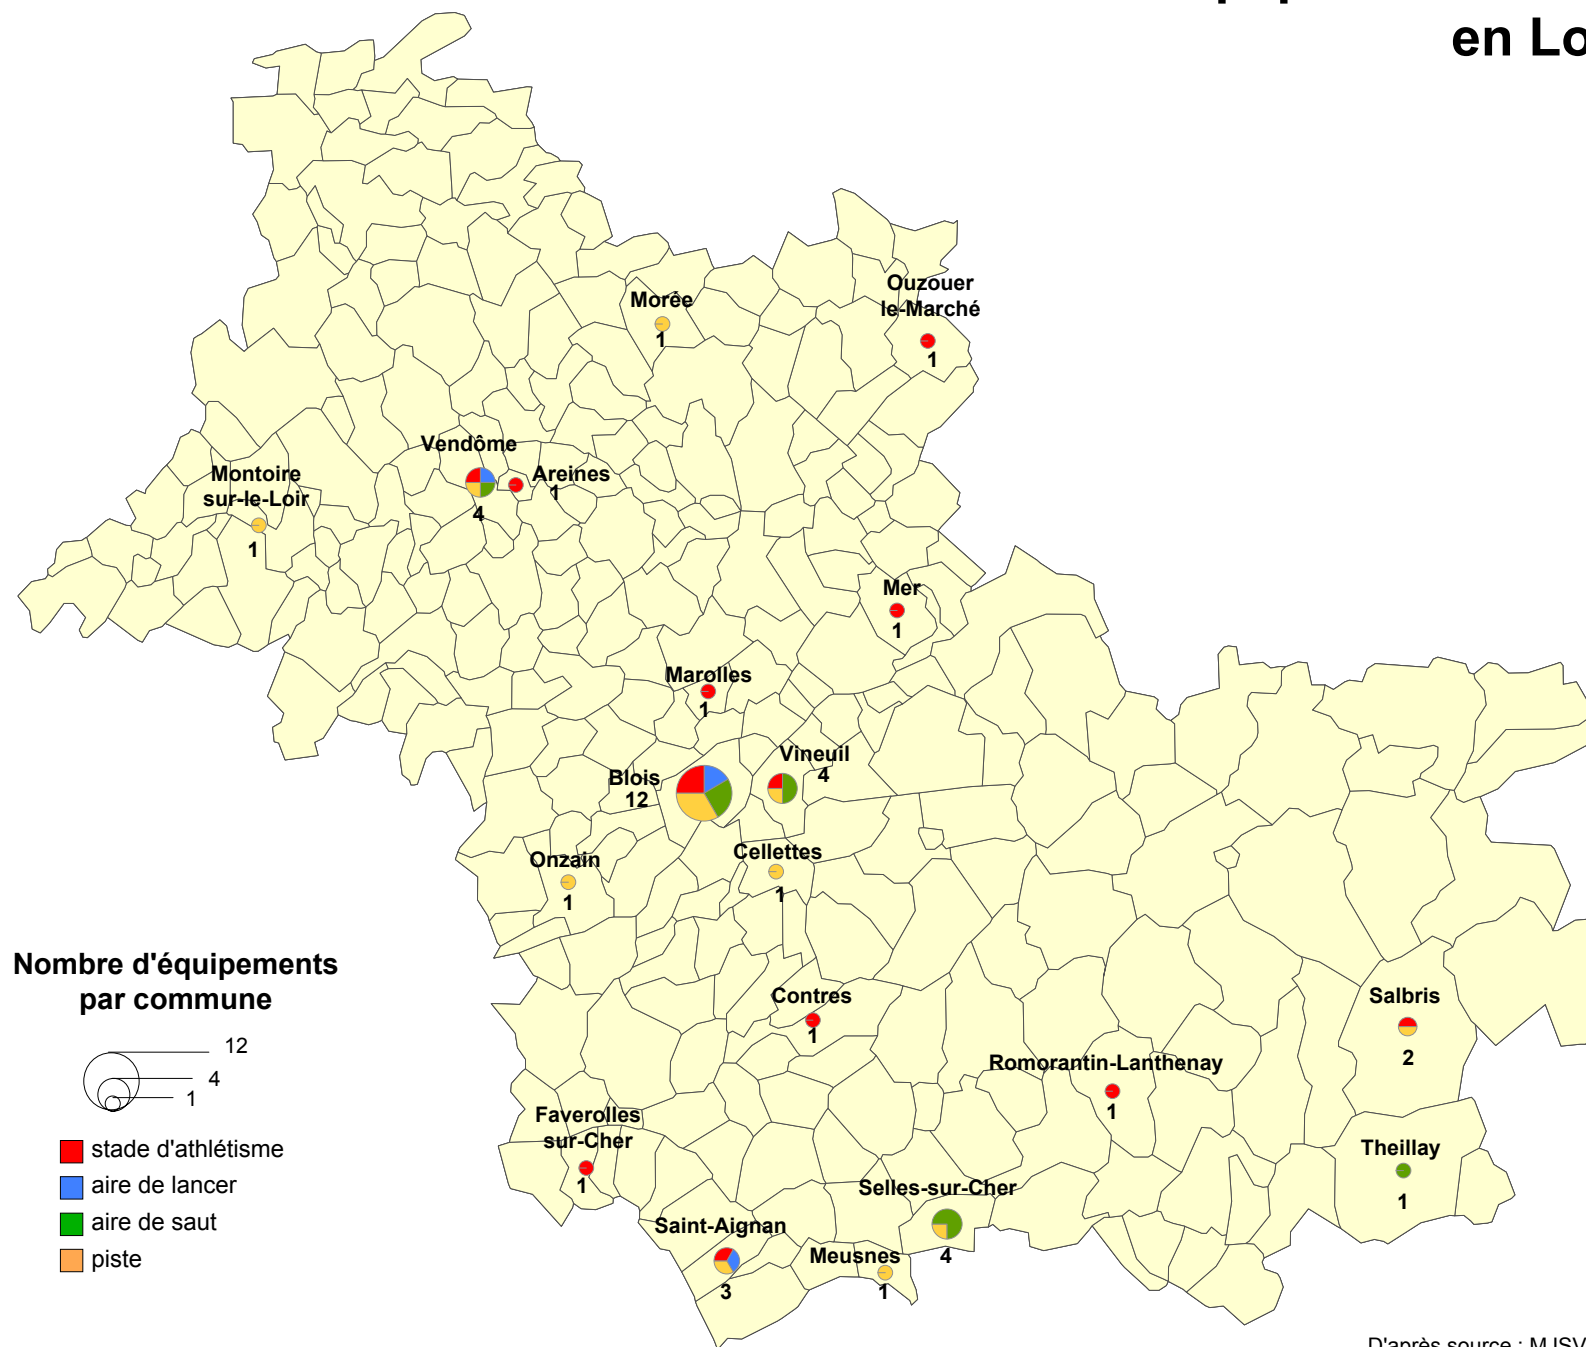 en Lo
Ouzouer
le-Marché
1
Morée
1
Vendôme
4
Areines
1
Montoire
sur-le-Loir
1
Mer
1
Marolles
1
Vineuil
4
Blois
12
Cellettes
1
Onzain
1
Nombre d'équipements
par commune
12
4
1
stade d'athlétisme
aire de lancer
aire de saut
piste
Contres
1
Salbris
2
Romorantin-Lanthenay
1
Faverolles
sur-Cher
1
Theillay
1
Selles-sur-Cher
4
Saint-Aignan
3
Meusnes
1
D'après source : MJSV